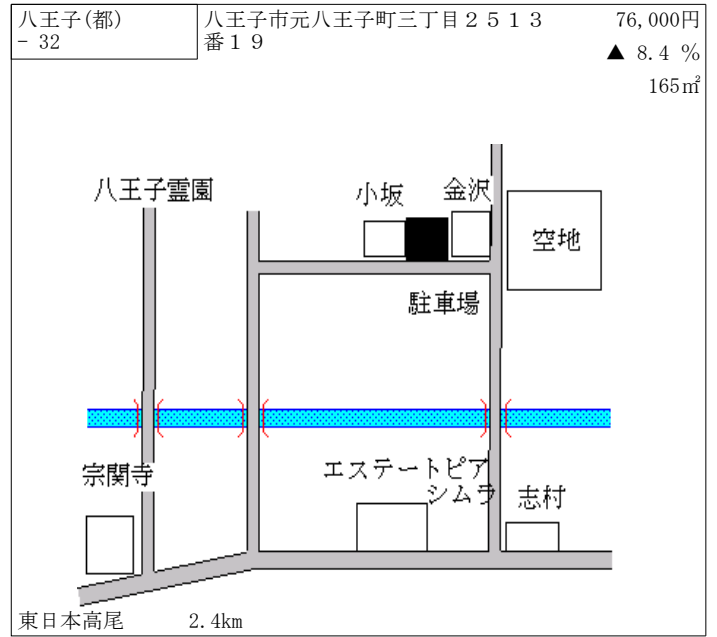 八王子(都)
- 32
八王子市元八王子町三丁目２５１３
番１９
76,000円
▲ 8.4 %
165㎡
八王子霊園
小坂
金沢
空地
駐車場
宗関寺
エステートピア
シムラ
志村
東日本高尾 2.4km